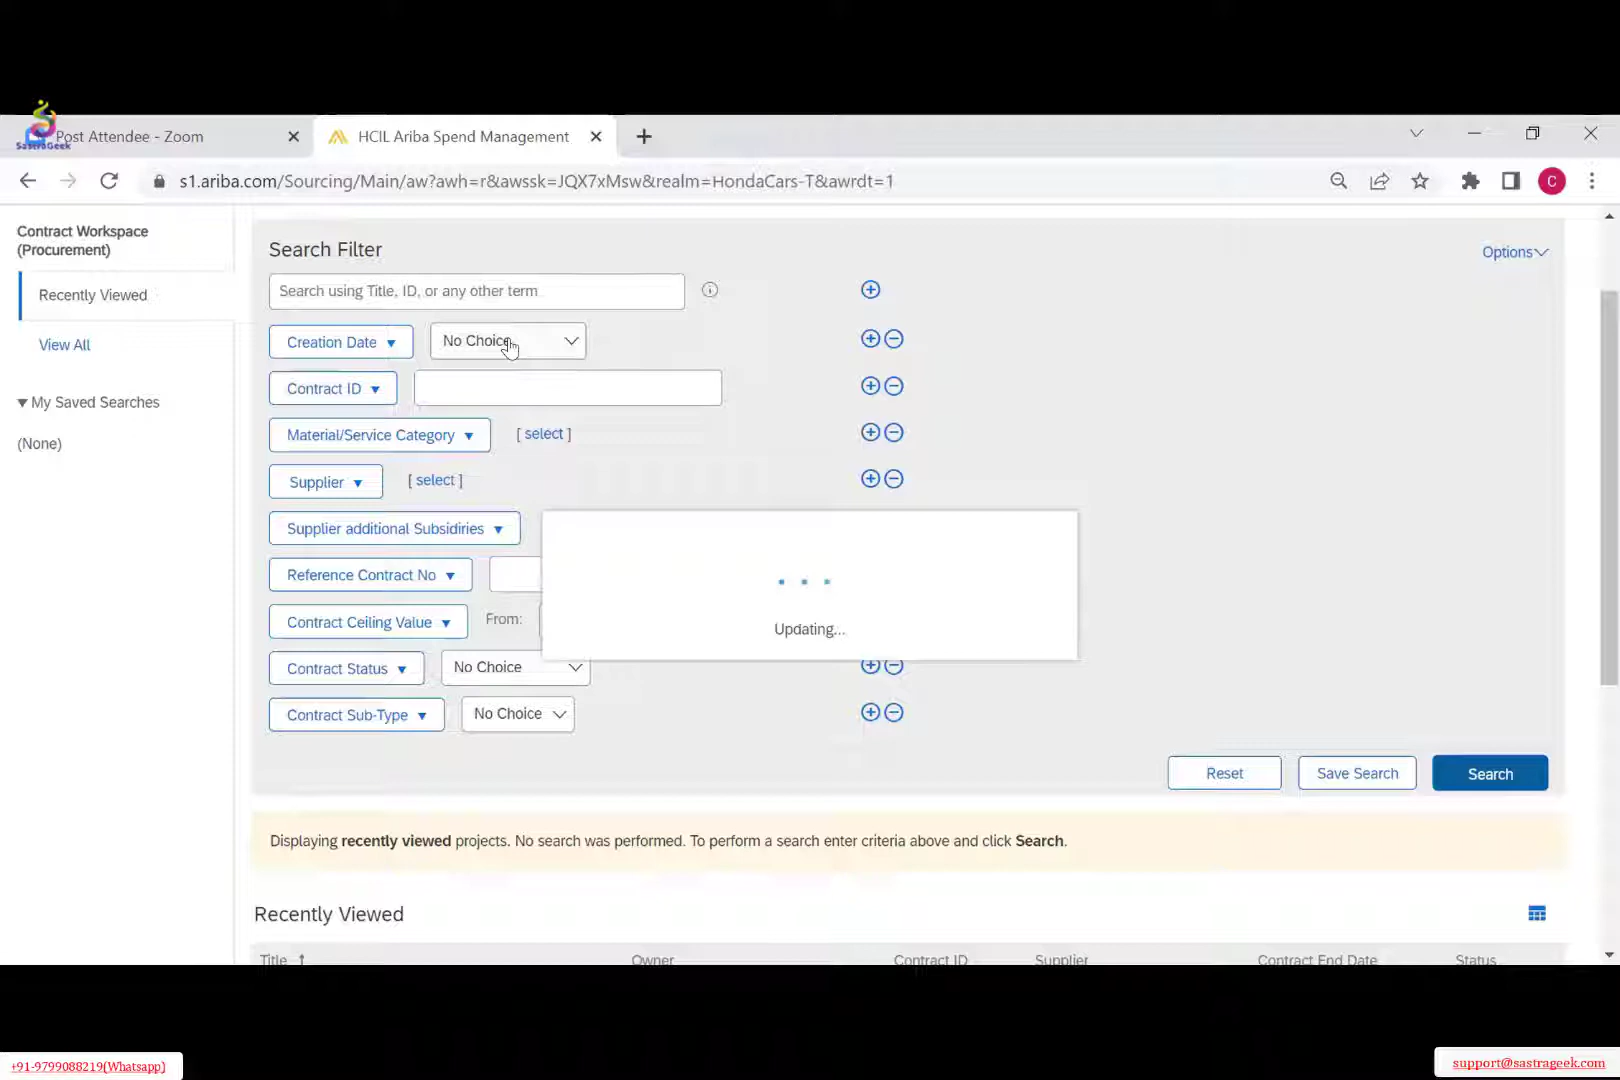 SastraGeek
Post Attendee - Zoom
HCIL Ariba Spend Management
s1.ariba.com/Sourcing/Main/aw?awh=r&awssk=JQX7xMsw&realm=HondaCars-T&awrdt=1
C
Contract Workspace
(Procurement)
Recently Viewed
View All
My Saved Searches
(None)
Search Filter
Options
Search using Title, ID, or any other term
Creation Date
No Choice
Contract ID
Material/Service Category
[ select ]
Supplier
[ select ]
Supplier additional Subsidiries
Reference Contract No
Contract Ceiling Value
From:
Updating...
Contract Status
No Choice
Contract Sub-Type
No Choice
Reset
Save Search
Search
Displaying recently viewed projects. No search was performed. To perform a search enter criteria above and click Search.
Recently Viewed
Title ↑ Owner Contract ID Supplier Contract End Date Status
+91-9799088219(Whatsapp)
support@sastrageek.com